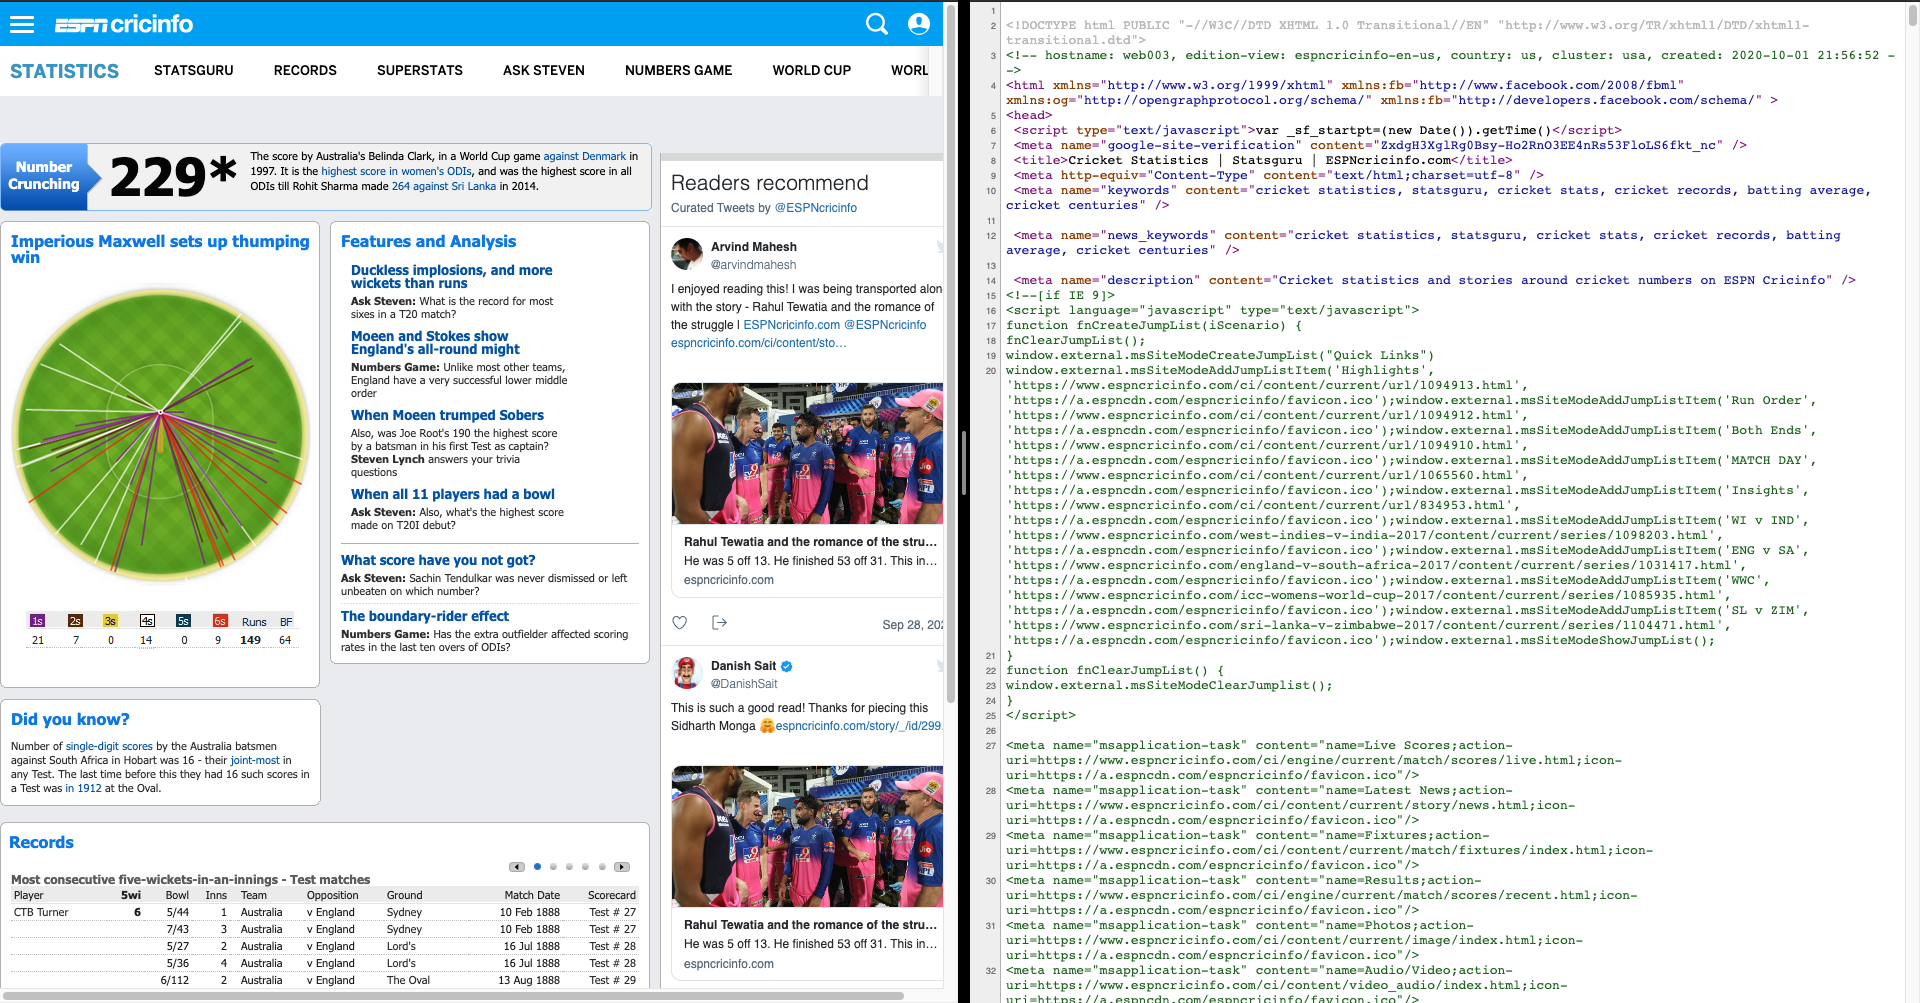 ESPN cricinfo
STATISTICS STATSGURU RECORDS SUPERSTATS ASK STEVEN NUMBERS GAME WORLD CUP WORL
Number
Crunching
229*
The score by Australia's Belinda Clark, in a World Cup game against Denmark in
1997. It is the highest score in women's ODIs, and was the highest score in all
ODIs till Rohit Sharma made 264 against Sri Lanka in 2014.
Imperious Maxwell sets up thumping
win
1s 2s 3s 4s 5s 6s Runs BF
21 7 0 14 0 9 149 64
Did you know?
Number of single-digit scores by the Australia batsmen
against South Africa in Hobart was 16 - their joint-most in
any Test. The last time before this they had 16 such scores in
a Test was in 1912 at the Oval.
Features and Analysis
Duckless implosions, and more
wickets than runs
Ask Steven: What is the record for most
sixes in a T20 match?
Moeen and Stokes show
England's all-round might
Numbers Game: Unlike most other teams,
England have a very successful lower middle
order
When Moeen trumped Sobers
Also, was Joe Root's 190 the highest score
by a batsman in his first Test as captain?
Steven Lynch answers your trivia
questions
When all 11 players had a bowl
Ask Steven: Also, what's the highest score
made on T20I debut?
What score have you not got?
Ask Steven: Sachin Tendulkar was never dismissed or left
unbeaten on which number?
The boundary-rider effect
Numbers Game: Has the extra outfielder affected scoring
rates in the last ten overs of ODIs?
Records
Most consecutive five-wickets-in-an-innings - Test matches
Player 5wi Bowl Inns Team Opposition Ground Match Date Scorecard
CTB Turner 6 5/44 1 Australia v England Sydney 10 Feb 1888 Test # 27
7/43 3 Australia v England Sydney 10 Feb 1888 Test # 27
5/27 2 Australia v England Lord's 16 Jul 1888 Test # 28
5/36 4 Australia v England Lord's 16 Jul 1888 Test # 28
6/112 2 Australia v England The Oval 13 Aug 1888 Test # 29
Readers recommend
Curated Tweets by @ESPNcricinfo
Arvind Mahesh
@arvindmahesh
I enjoyed reading this! I was being transported alon
with the story - Rahul Tewatia and the romance of
the struggle | ESPNcricinfo.com @ESPNcricinfo
espncricinfo.com/ci/content/sto…
24
Jio
Rahul Tewatia and the romance of the stru...
He was 5 off 13. He finished 53 off 31. This in...
espncricinfo.com
Sep 28, 202
Danish Sait
@DanishSait
This is such a good read! Thanks for piecing this
Sidharth Monga 🤗espncricinfo.com/story/_/id/299
24
Jio
Rahul Tewatia and the romance of the stru...
He was 5 off 13. He finished 53 off 31. This in...
espncricinfo.com
1
2 <!DOCTYPE html PUBLIC "-//W3C//DTD XHTML 1.0 Transitional//EN" "http://www.w3.org/TR/xhtml1/DTD/xhtml1-
transitional.dtd">
3 <!-- hostname: web003, edition-view: espncricinfo-en-us, country: us, cluster: usa, created: 2020-10-01 21:56:52 -
->
4 <html xmlns="http://www.w3.org/1999/xhtml" xmlns:fb="http://www.facebook.com/2008/fbml"
xmlns:og="http://opengraphprotocol.org/schema/" xmlns:fb="http://developers.facebook.com/schema/" >
5 <head>
6 <script type="text/javascript">var _sf_startpt=(new Date()).getTime()</script>
7 <meta name="google-site-verification" content="ZxdgH3XglRg0Bsy-Ho2RnO3EE4nRs53FloLS6fkt_nc" />
8 <title>Cricket Statistics | Statsguru | ESPNcricinfo.com</title>
9 <meta http-equiv="Content-Type" content="text/html;charset=utf-8" />
10 <meta name="keywords" content="cricket statistics, statsguru, cricket stats, cricket records, batting average,
cricket centuries" />
11
12 <meta name="news_keywords" content="cricket statistics, statsguru, cricket stats, cricket records, batting
average, cricket centuries" />
13
14 <meta name="description" content="Cricket statistics and stories around cricket numbers on ESPN Cricinfo" />
15 <!--[if IE 9]>
16 <script language="javascript" type="text/javascript">
17 function fnCreateJumpList(iScenario) {
18 fnClearJumpList();
19 window.external.msSiteModeCreateJumpList("Quick Links")
20 window.external.msSiteModeAddJumpListItem('Highlights',
'https://www.espncricinfo.com/ci/content/current/url/1094913.html',
'https://a.espncdn.com/espncricinfo/favicon.ico');window.external.msSiteModeAddJumpListItem('Run Order',
'https://www.espncricinfo.com/ci/content/current/url/1094912.html',
'https://a.espncdn.com/espncricinfo/favicon.ico');window.external.msSiteModeAddJumpListItem('Both Ends',
'https://www.espncricinfo.com/ci/content/current/url/1094910.html',
'https://a.espncdn.com/espncricinfo/favicon.ico');window.external.msSiteModeAddJumpListItem('MATCH DAY',
'https://www.espncricinfo.com/ci/content/current/url/1065560.html',
'https://a.espncdn.com/espncricinfo/favicon.ico');window.external.msSiteModeAddJumpListItem('Insights',
'https://www.espncricinfo.com/ci/content/current/url/834953.html',
'https://a.espncdn.com/espncricinfo/favicon.ico');window.external.msSiteModeAddJumpListItem('WI v IND',
'https://www.espncricinfo.com/west-indies-v-india-2017/content/current/series/1098203.html',
'https://a.espncdn.com/espncricinfo/favicon.ico');window.external.msSiteModeAddJumpListItem('ENG v SA',
'https://www.espncricinfo.com/england-v-south-africa-2017/content/current/series/1031417.html',
'https://a.espncdn.com/espncricinfo/favicon.ico');window.external.msSiteModeAddJumpListItem('WWC',
'https://www.espncricinfo.com/icc-womens-world-cup-2017/content/current/series/1085935.html',
'https://a.espncdn.com/espncricinfo/favicon.ico');window.external.msSiteModeAddJumpListItem('SL v ZIM',
'https://www.espncricinfo.com/sri-lanka-v-zimbabwe-2017/content/current/series/1104471.html',
'https://a.espncdn.com/espncricinfo/favicon.ico');window.external.msSiteModeShowJumpList();
21 }
22 function fnClearJumpList() {
23 window.external.msSiteModeClearJumplist();
24 }
25 </script>
26
27 <meta name="msapplication-task" content="name=Live Scores;action-
uri=https://www.espncricinfo.com/ci/engine/current/match/scores/live.html;icon-
uri=https://a.espncdn.com/espncricinfo/favicon.ico"/>
28 <meta name="msapplication-task" content="name=Latest News;action-
uri=https://www.espncricinfo.com/ci/content/current/story/news.html;icon-
uri=https://a.espncdn.com/espncricinfo/favicon.ico"/>
29 <meta name="msapplication-task" content="name=Fixtures;action-
uri=https://www.espncricinfo.com/ci/content/current/match/fixtures/index.html;icon-
uri=https://a.espncdn.com/espncricinfo/favicon.ico"/>
30 <meta name="msapplication-task" content="name=Results;action-
uri=https://www.espncricinfo.com/ci/engine/current/match/scores/recent.html;icon-
uri=https://a.espncdn.com/espncricinfo/favicon.ico"/>
31 <meta name="msapplication-task" content="name=Photos;action-
uri=https://www.espncricinfo.com/ci/content/current/image/index.html;icon-
uri=https://a.espncdn.com/espncricinfo/favicon.ico"/>
32 <meta name="msapplication-task" content="name=Audio/Video;action-
uri=https://www.espncricinfo.com/ci/content/video_audio/index.html;icon-
uri=https://a.espncdn.com/espncricinfo/favicon.ico"/>